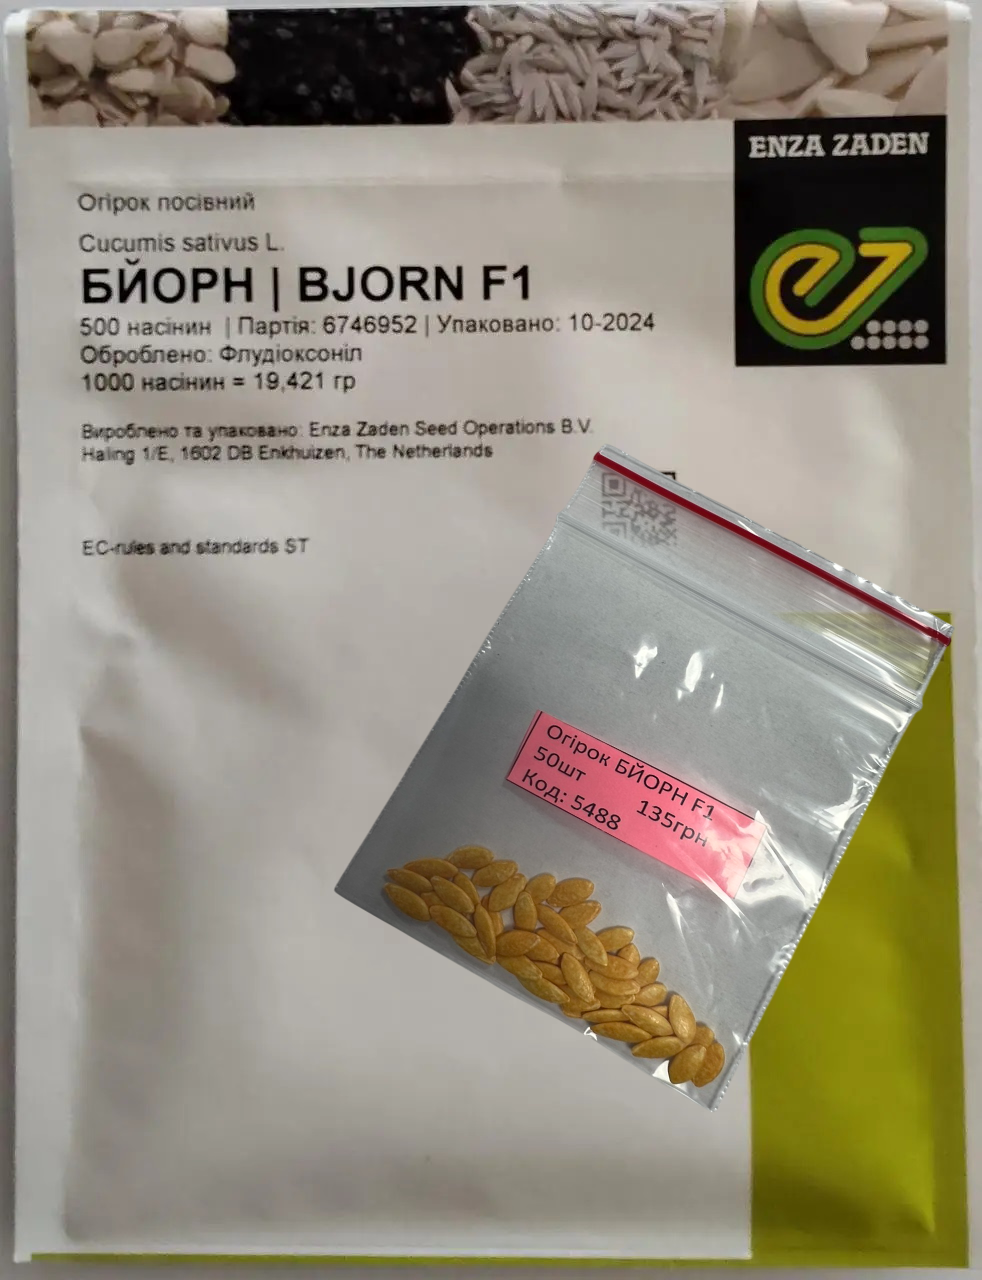 ENZA ZADEN
Огірок посівний
Cucumis sativus L.
БЙОРН | BJORN F1
500 насінин | Партія: 6746952 | Упаковано: 10-2024
Оброблено: Флудіоксоніл
1000 насінин = 19,421 гр
Вироблено та упаковано: Enza Zaden Seed Operations B.V.
Haling 1/E, 1602 DB Enkhuizen, The Netherlands
EC-rules and standards ST
Огірок БЙОРН F1
50шт 135грн
Код: 5488